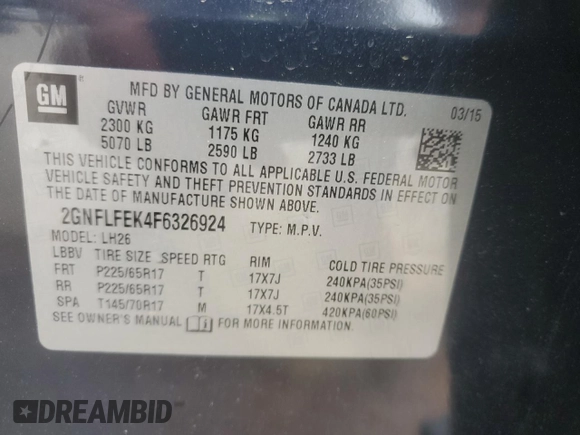 GM
MFD BY GENERAL MOTORS OF CANADA LTD.
03/15
GVWR GAWR FRT GAWR RR
2300 KG 1175 KG 1240 KG
5070 LB 2590 LB 2733 LB
THIS VEHICLE CONFORMS TO ALL APPLICABLE U.S. FEDERAL MOTOR
VEHICLE SAFETY AND THEFT PREVENTION STANDARDS IN EFFECT ON
THE DATE OF MANUFACTURE SHOWN ABOVE.
2GNFLFEK4F6326924 TYPE: M.P.V.
MODEL: LH26
LBBV TIRE SIZE SPEED RTG RIM COLD TIRE PRESSURE
FRT P225/65R17 T 17X7J 240KPA(35PSI)
RR P225/65R17 T 17X7J 240KPA(35PSI)
SPA T145/70R17 M 17X4.5T 420KPA(60PSI)
SEE OWNER'S MANUAL FOR MORE INFORMATION.
DREAMBID